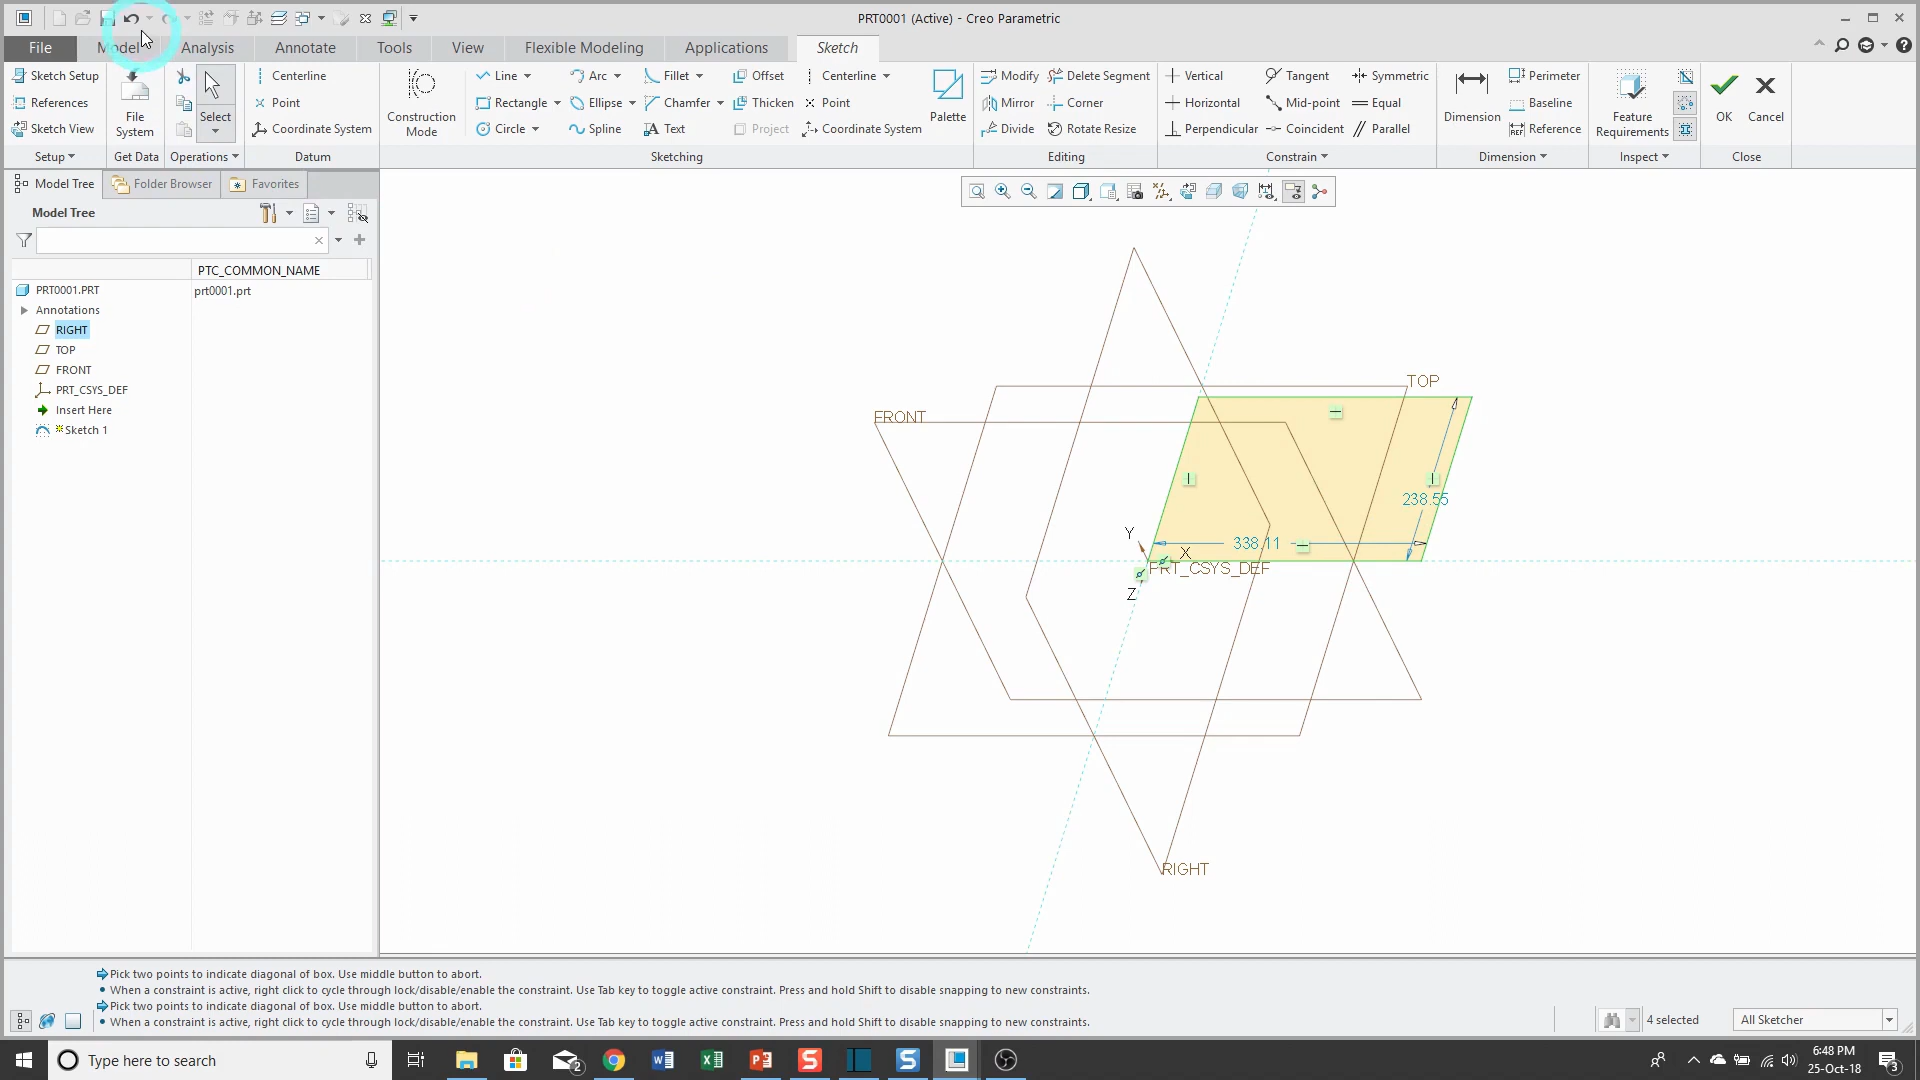 PRT0001 (Active) - Creo Parametric
File Model Analysis Annotate Tools View Flexible Modeling Applications Sketch
Sketch Setup
References
Sketch View
Setup
File System
Get Data
Select
Operations
Centerline
Point
Coordinate System
Datum
Construction Mode
Line Arc Fillet Offset Centerline
Rectangle Ellipse Chamfer Thicken Point
Circle Spline Text Project Coordinate System
Palette
Sketching
Modify Delete Segment
Mirror Corner
Divide Rotate Resize
Editing
Vertical Tangent Symmetric
Horizontal Mid-point Equal
Perpendicular Coincident Parallel
Constrain
Dimension
Perimeter
Baseline
Reference
Dimension
Feature Requirements
Inspect
OK Cancel
Close
Model Tree Folder Browser Favorites
Model Tree
PTC_COMMON_NAME
PRT0001.PRT prt0001.prt
Annotations
RIGHT
TOP
FRONT
PRT_CSYS_DEF
Insert Here
Sketch 1
TOP
FRONT
238.55
338.11
Y
X
PRT_CSYS_DEF
Z
RIGHT
Pick two points to indicate diagonal of box. Use middle button to abort.
When a constraint is active, right click to cycle through lock/disable/enable the constraint. Use Tab key to toggle active constraint. Press and hold Shift to disable snapping to new constraints.
Pick two points to indicate diagonal of box. Use middle button to abort.
When a constraint is active, right click to cycle through lock/disable/enable the constraint. Use Tab key to toggle active constraint. Press and hold Shift to disable snapping to new constraints.
4 selected
All Sketcher
Type here to search
2
6:48 PM
25-Oct-18
3